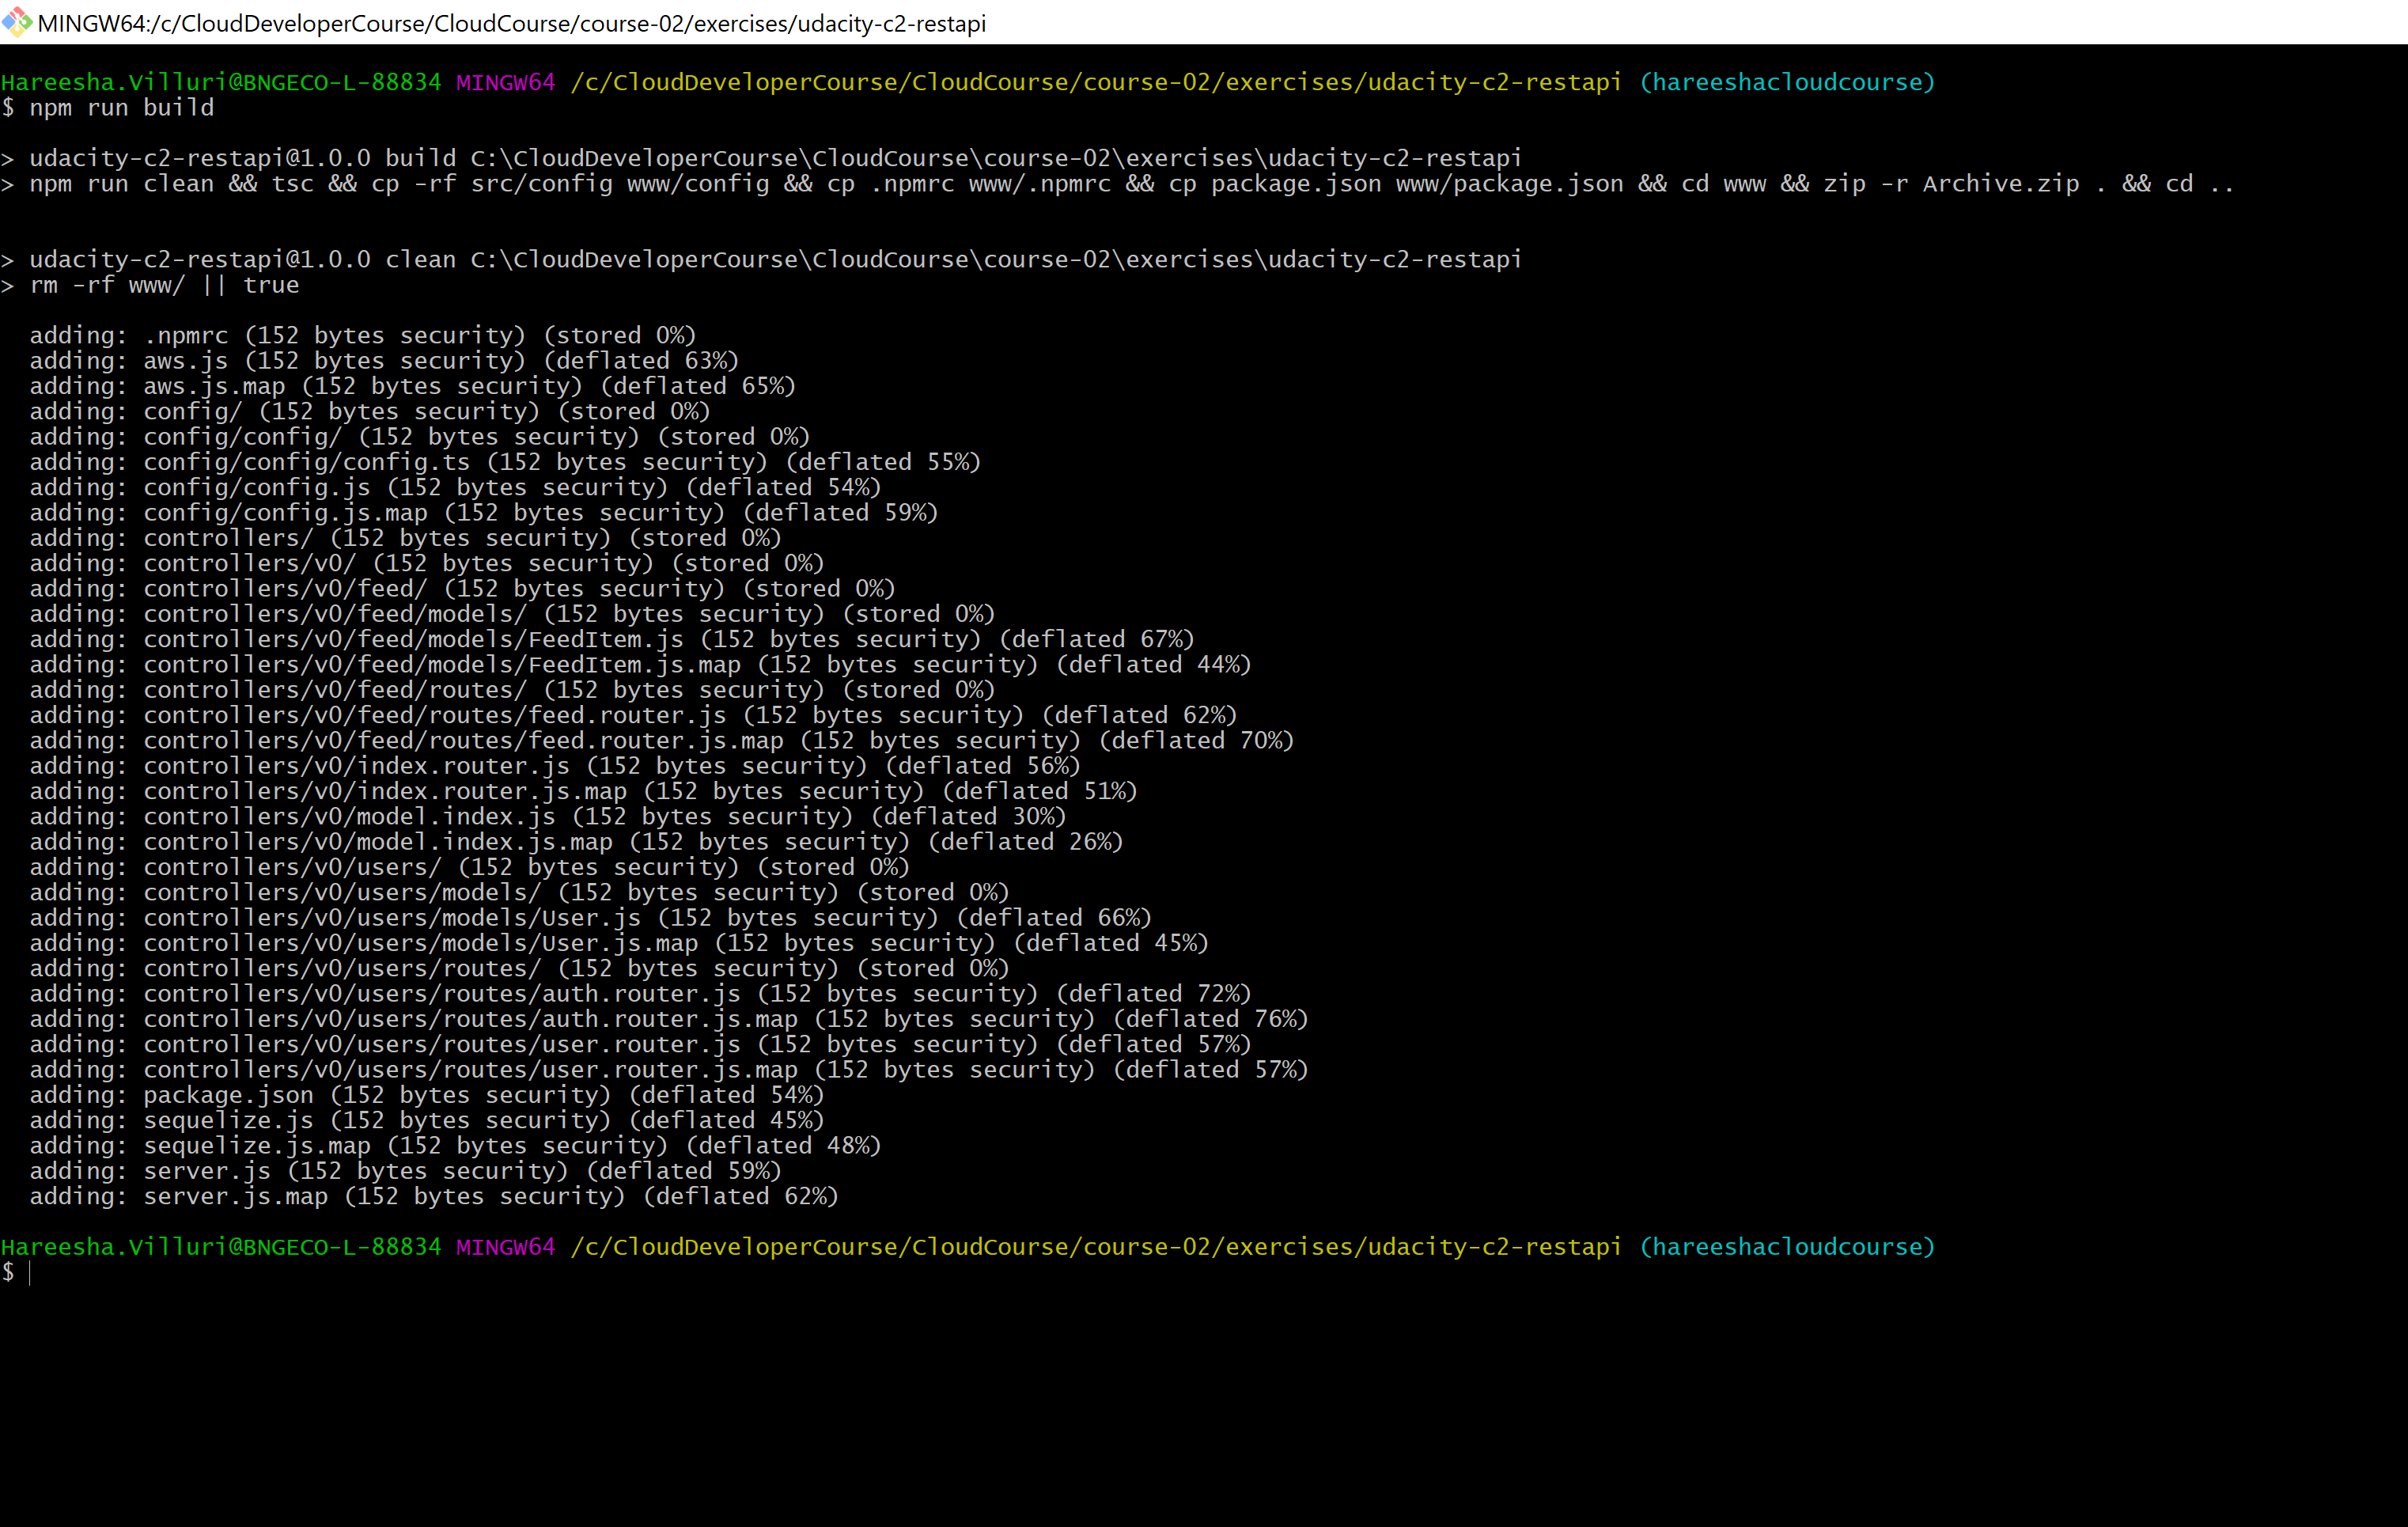 MINGW64:/c/CloudDeveloperCourse/CloudCourse/course-02/exercises/udacity-c2-restapi
Hareesha.Villuri@BNGECO-L-88834 MINGW64 /c/CloudDeveloperCourse/CloudCourse/course-02/exercises/udacity-c2-restapi (hareeshacloudcourse)
$ npm run build
> udacity-c2-restapi@1.0.0 build C:\CloudDeveloperCourse\CloudCourse\course-02\exercises\udacity-c2-restapi
> npm run clean && tsc && cp -rf src/config www/config && cp .npmrc www/.npmrc && cp package.json www/package.json && cd www && zip -r Archive.zip . && cd ..
> udacity-c2-restapi@1.0.0 clean C:\CloudDeveloperCourse\CloudCourse\course-02\exercises\udacity-c2-restapi
> rm -rf www/ || true
adding: .npmrc (152 bytes security) (stored 0%)
adding: aws.js (152 bytes security) (deflated 63%)
adding: aws.js.map (152 bytes security) (deflated 65%)
adding: config/ (152 bytes security) (stored 0%)
adding: config/config/ (152 bytes security) (stored 0%)
adding: config/config/config.ts (152 bytes security) (deflated 55%)
adding: config/config.js (152 bytes security) (deflated 54%)
adding: config/config.js.map (152 bytes security) (deflated 59%)
adding: controllers/ (152 bytes security) (stored 0%)
adding: controllers/v0/ (152 bytes security) (stored 0%)
adding: controllers/v0/feed/ (152 bytes security) (stored 0%)
adding: controllers/v0/feed/models/ (152 bytes security) (stored 0%)
adding: controllers/v0/feed/models/FeedItem.js (152 bytes security) (deflated 67%)
adding: controllers/v0/feed/models/FeedItem.js.map (152 bytes security) (deflated 44%)
adding: controllers/v0/feed/routes/ (152 bytes security) (stored 0%)
adding: controllers/v0/feed/routes/feed.router.js (152 bytes security) (deflated 62%)
adding: controllers/v0/feed/routes/feed.router.js.map (152 bytes security) (deflated 70%)
adding: controllers/v0/index.router.js (152 bytes security) (deflated 56%)
adding: controllers/v0/index.router.js.map (152 bytes security) (deflated 51%)
adding: controllers/v0/model.index.js (152 bytes security) (deflated 30%)
adding: controllers/v0/model.index.js.map (152 bytes security) (deflated 26%)
adding: controllers/v0/users/ (152 bytes security) (stored 0%)
adding: controllers/v0/users/models/ (152 bytes security) (stored 0%)
adding: controllers/v0/users/models/User.js (152 bytes security) (deflated 66%)
adding: controllers/v0/users/models/User.js.map (152 bytes security) (deflated 45%)
adding: controllers/v0/users/routes/ (152 bytes security) (stored 0%)
adding: controllers/v0/users/routes/auth.router.js (152 bytes security) (deflated 72%)
adding: controllers/v0/users/routes/auth.router.js.map (152 bytes security) (deflated 76%)
adding: controllers/v0/users/routes/user.router.js (152 bytes security) (deflated 57%)
adding: controllers/v0/users/routes/user.router.js.map (152 bytes security) (deflated 57%)
adding: package.json (152 bytes security) (deflated 54%)
adding: sequelize.js (152 bytes security) (deflated 45%)
adding: sequelize.js.map (152 bytes security) (deflated 48%)
adding: server.js (152 bytes security) (deflated 59%)
adding: server.js.map (152 bytes security) (deflated 62%)
Hareesha.Villuri@BNGECO-L-88834 MINGW64 /c/CloudDeveloperCourse/CloudCourse/course-02/exercises/udacity-c2-restapi (hareeshacloudcourse)
$